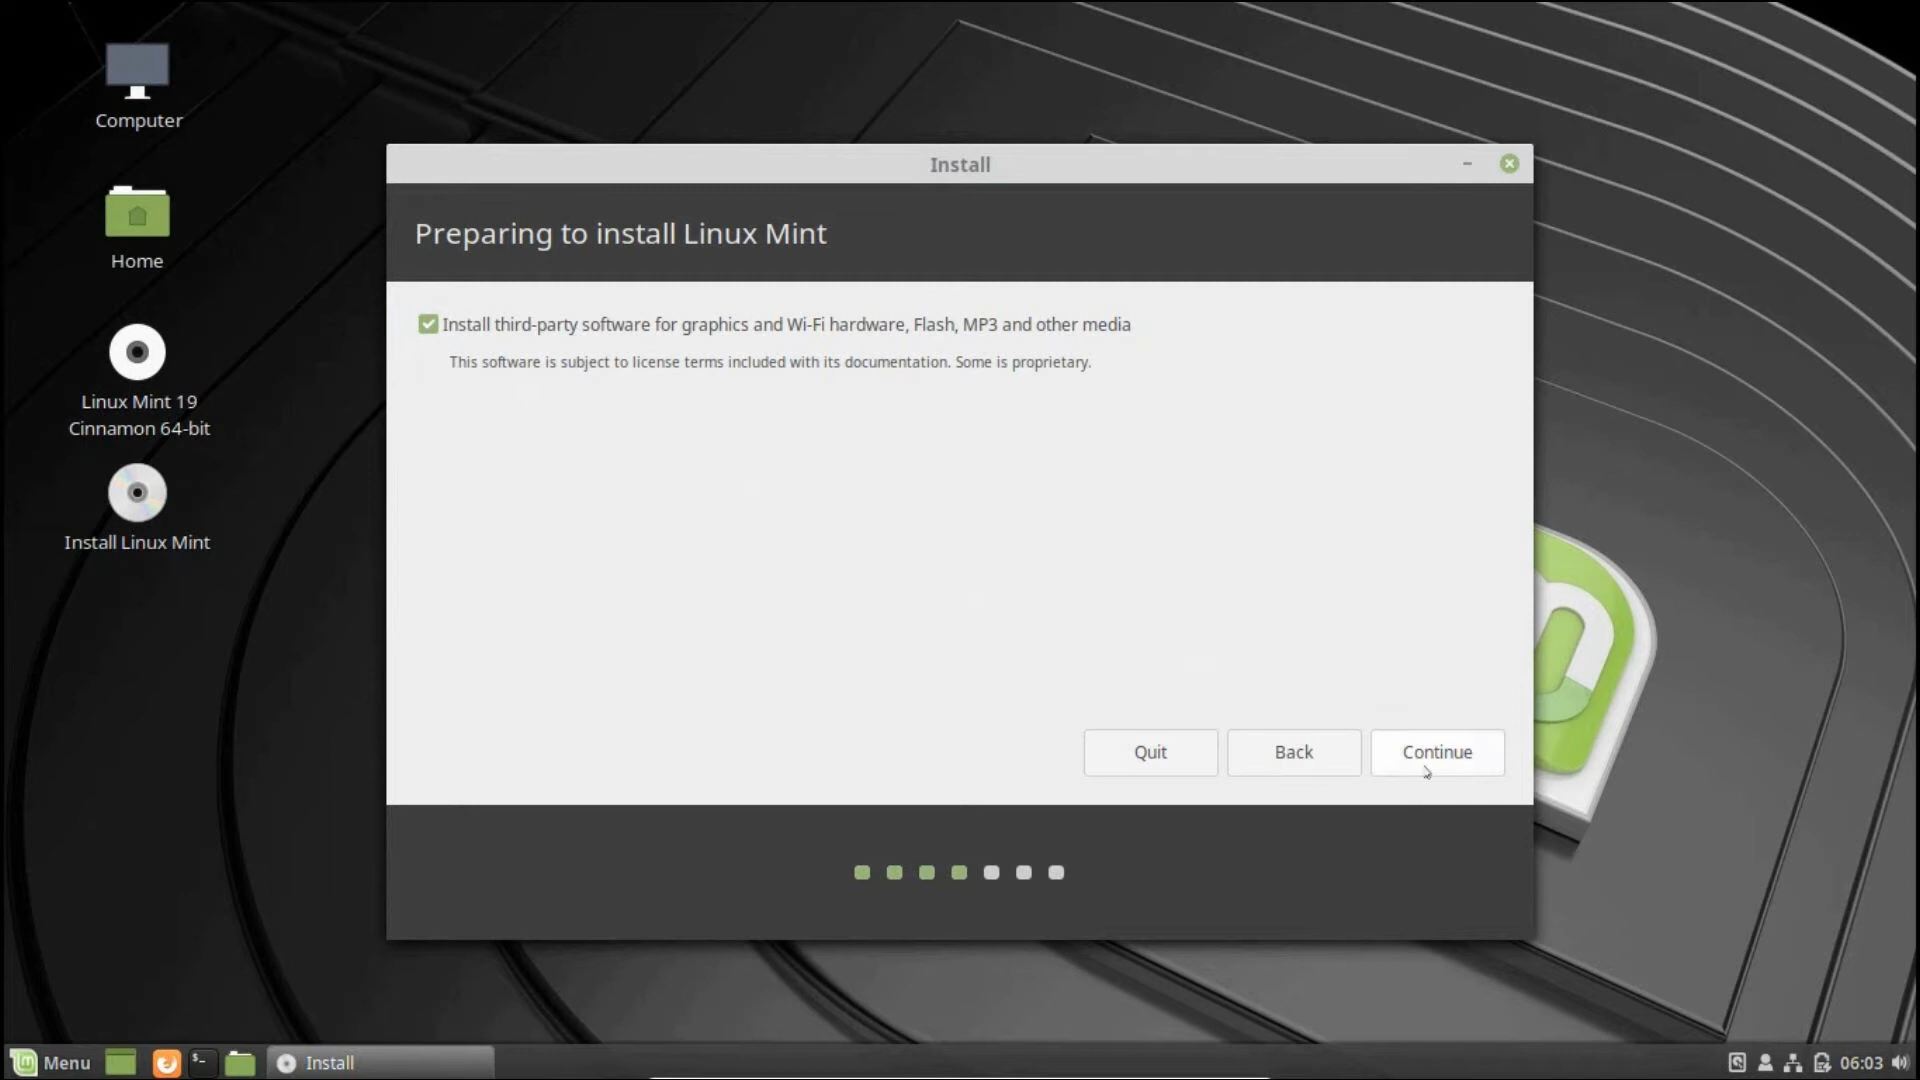 Computer
Home
Linux Mint 19
Cinnamon 64-bit
Install Linux Mint
Install
Preparing to install Linux Mint
Install third-party software for graphics and Wi-Fi hardware, Flash, MP3 and other media
This software is subject to license terms included with its documentation. Some is proprietary.
Quit
Back
Continue
Menu
Install
06:03